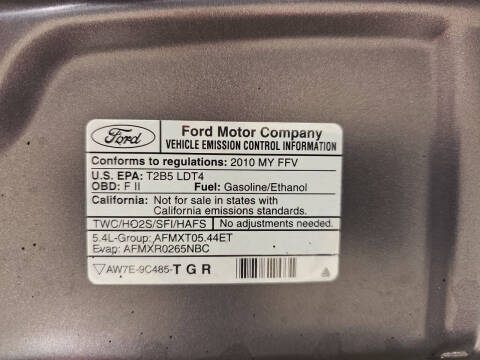 Ford
Ford Motor Company
VEHICLE EMISSION CONTROL INFORMATION
Conforms to regulations: 2010 MY FFV
U.S. EPA: T2B5 LDT4
OBD: F II Fuel: Gasoline/Ethanol
California: Not for sale in states with
California emissions standards.
TWC/HO2S/SFI/HAFS No adjustments needed.
5.4L-Group: AFMXT05.44ET
Evap: AFMXR0265NBC
AW7E-9C485-T G R